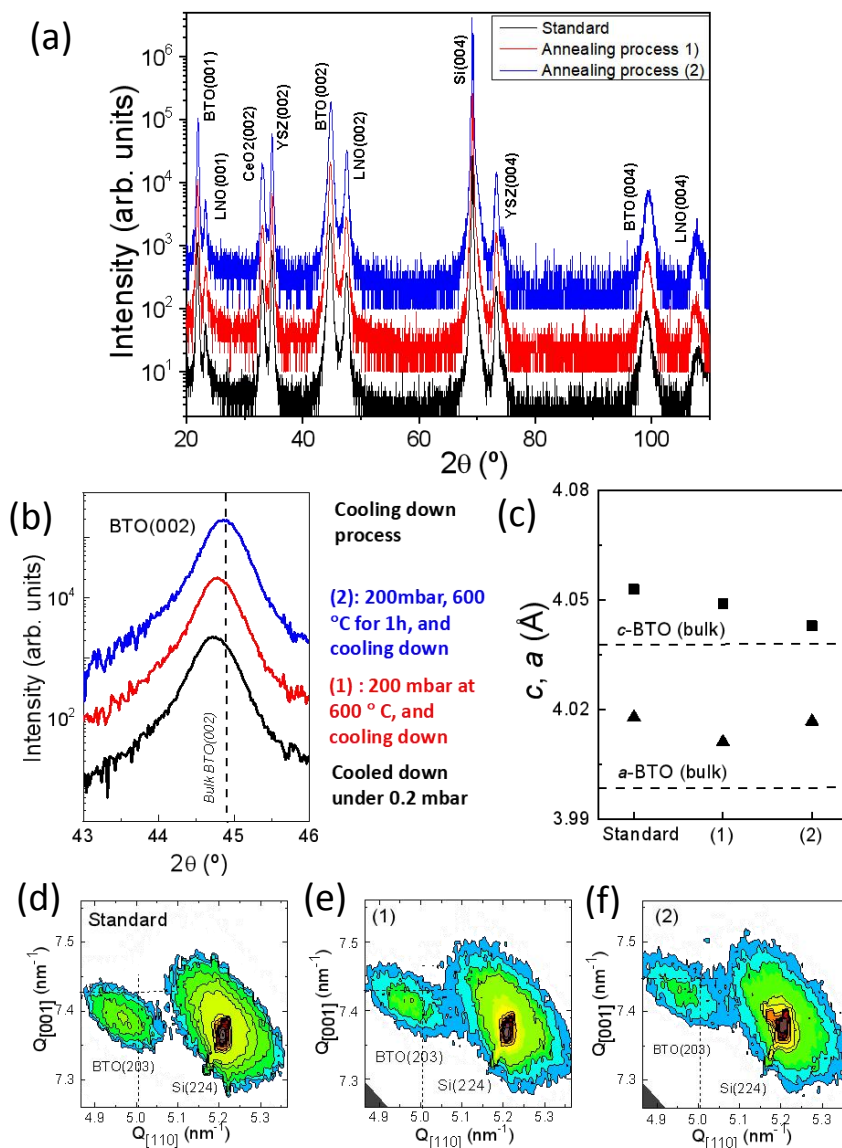 (a)
Standard
Annealing process 1)
Annealing process (2)
Intensity (arb. units)
10^6
10^5
10^4
10^3
10^2
10^1
BTO(001)
LNO(001)
CeO2(002)
YSZ(002)
BTO(002)
LNO(002)
Si(004)
YSZ(004)
BTO(004)
LNO(004)
20 40 60 80 100
2θ (º)
(b)
BTO(002)
Intensity (arb. units)
10^4
10^2
Bulk BTO(002)
43 44 45 46
2θ (º)
Cooling down
process
(2): 200mbar, 600
°C for 1h, and
cooling down
(1) : 200 mbar at
600 ° C, and
cooling down
Cooled down
under 0.2 mbar
(c)
c, a (Å)
4.08
4.05
4.02
3.99
c-BTO (bulk)
a-BTO (bulk)
Standard (1) (2)
(d)
Standard
Q[001] (nm-1)
7.5
7.4
7.3
BTO(203)
Si(224)
4.9 5.0 5.1 5.2 5.3
Q[110] (nm-1)
(e)
(1)
Q[001] (nm-1)
7.5
7.4
7.3
BTO(203)
Si(224)
4.9 5.0 5.1 5.2 5.3
Q[110] (nm-1)
(f)
(2)
Q[001] (nm-1)
7.5
7.4
7.3
BTO(203)
Si(224)
4.9 5.0 5.1 5.2 5.3
Q[110] (nm-1)